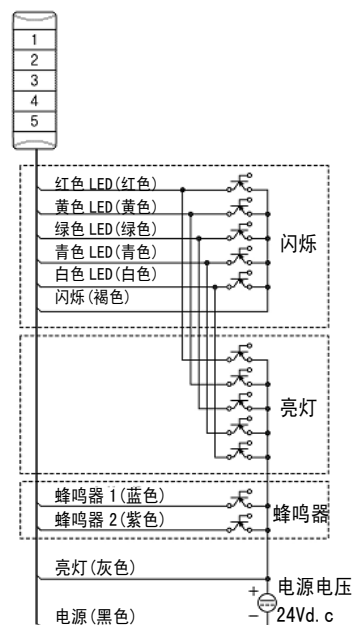 1
2
3
4
5
红色 LED(红色)
黄色 LED(黄色)
绿色 LED(绿色)
青色 LED(青色)
白色 LED(白色)
闪烁(褐色)
闪烁
亮灯
蜂鸣器 1(蓝色)
蜂鸣器 2(紫色)
蜂鸣器
亮灯(灰色)
+ 电源电压
电源(黑色)
- 24Vd. c